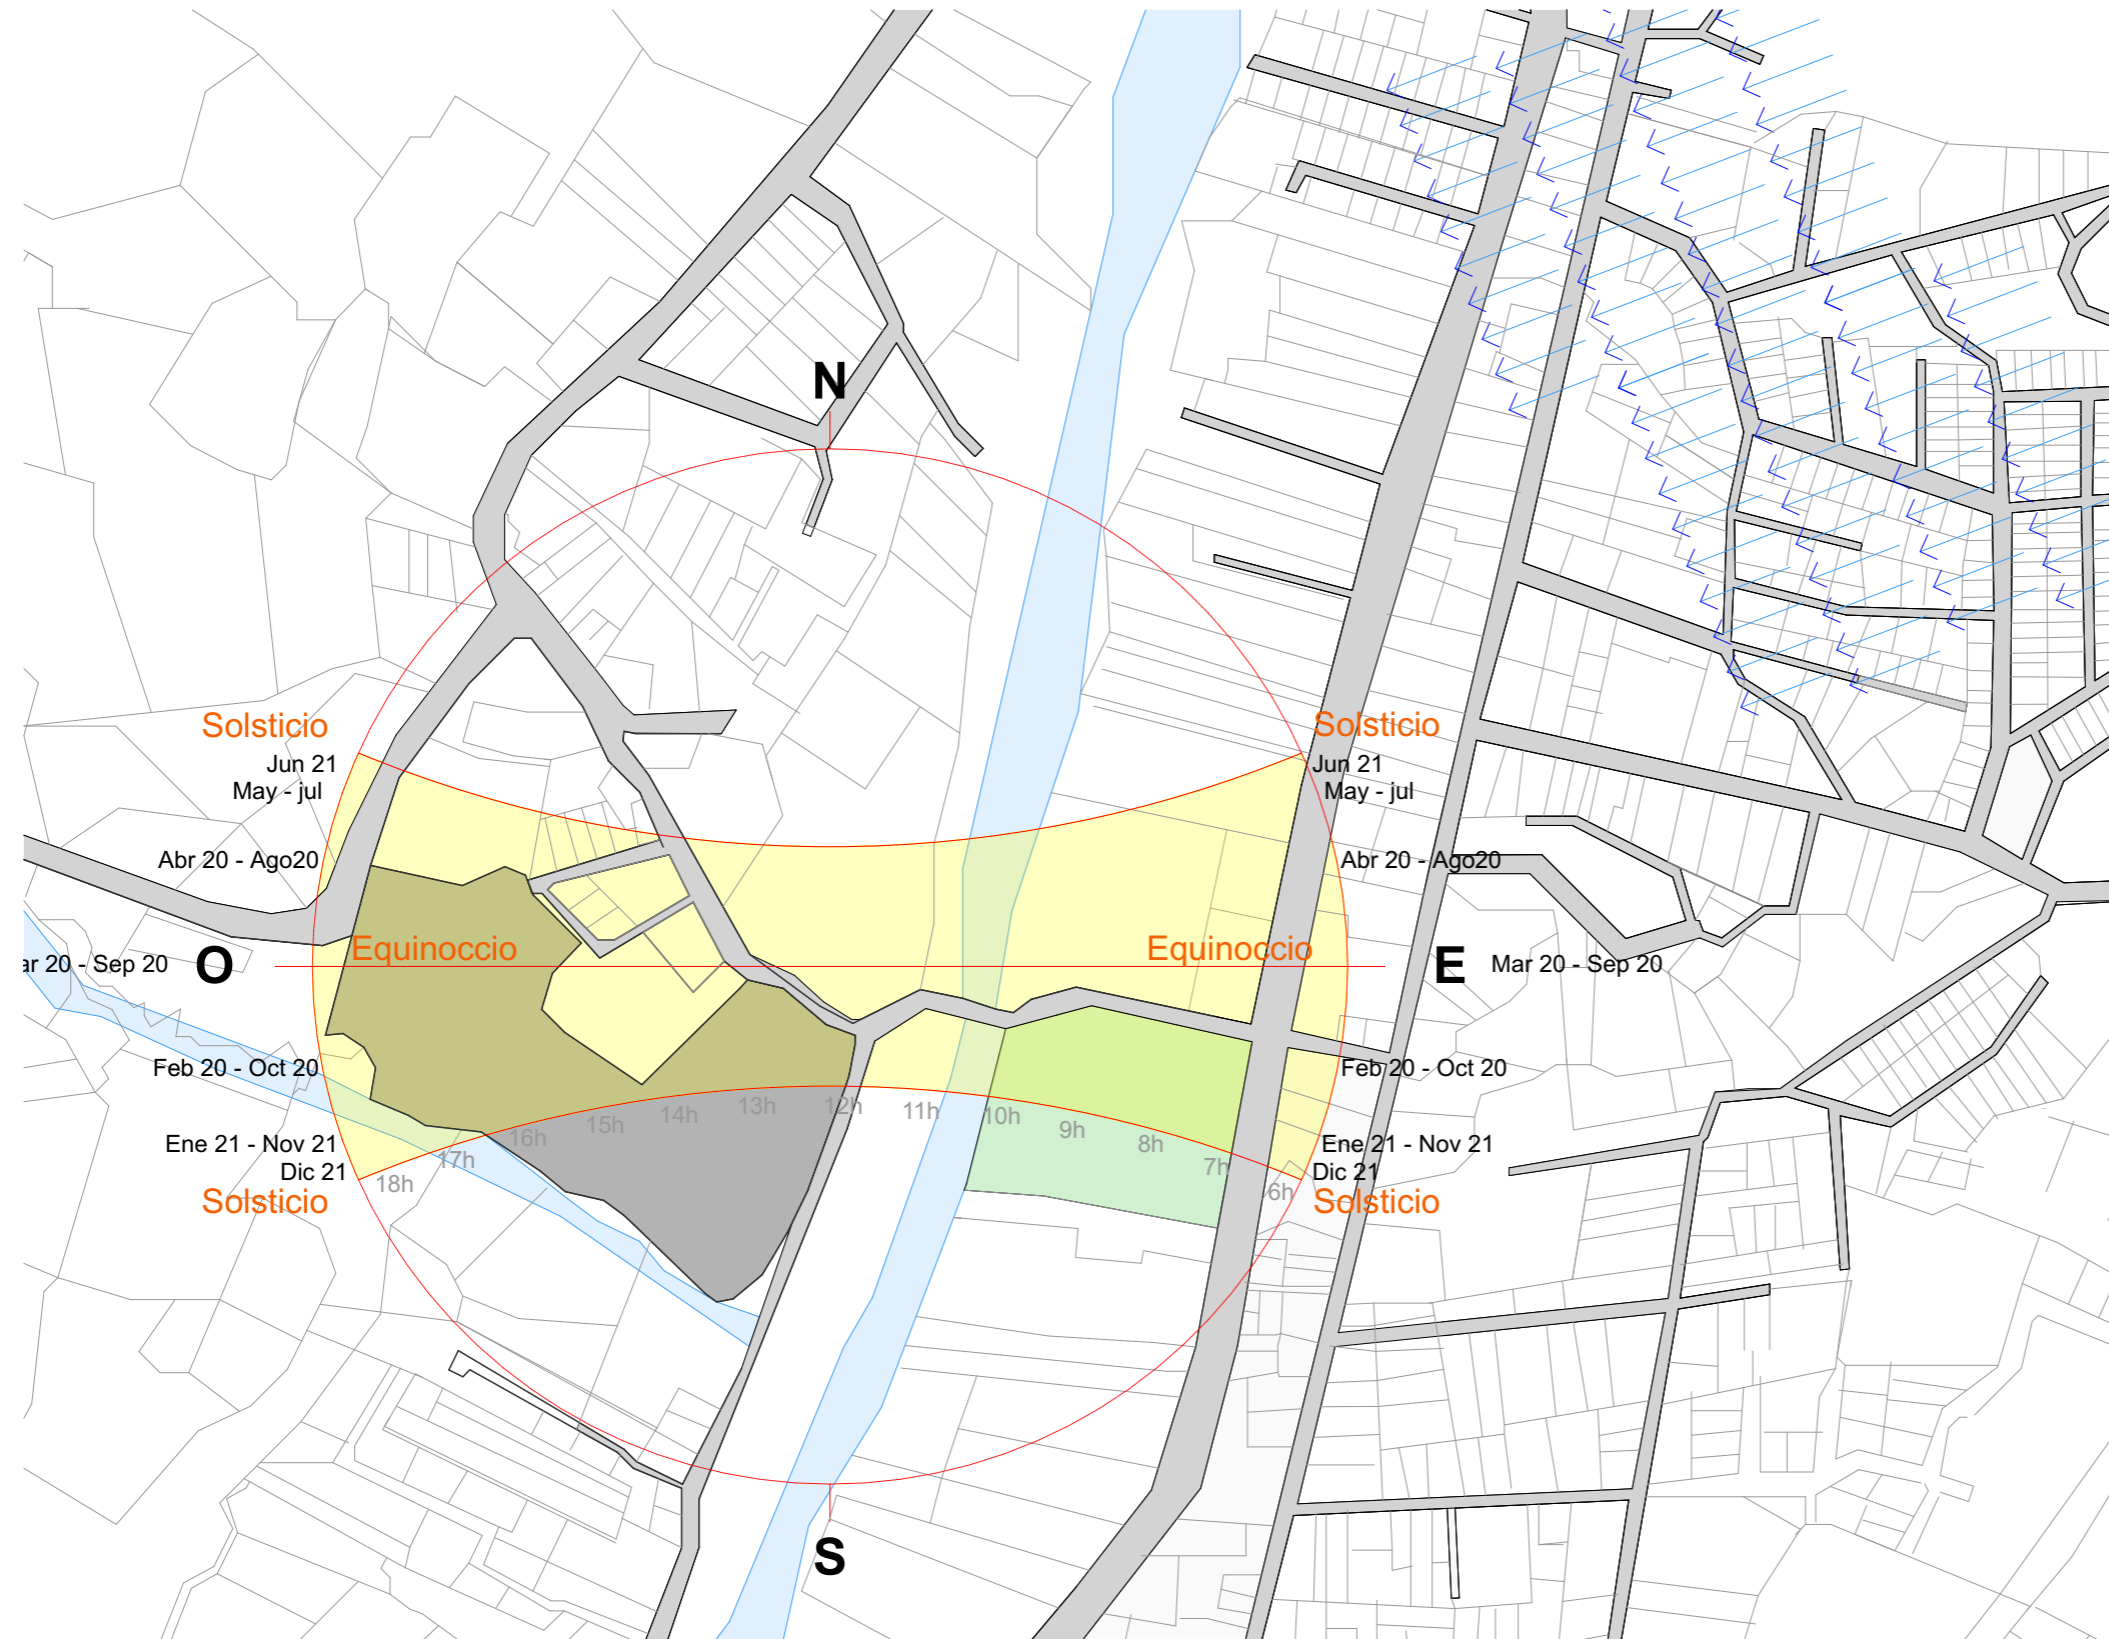 N
Solsticio
Solsticio
Jun 21
Jun 21
May - jul
May - jul
Abr 20 - Ago20
Abr 20 - Ago20
Equinoccio
Equinoccio
ar 20 - Sep 20
O
E
Mar 20 - Sep 20
Feb 20 - Oct 20
Feb 20 - Oct 20
18h
17h
16h
15h
14h
13h
12h
11h
10h
9h
8h
7h
6h
Ene 21 - Nov 21
Ene 21 - Nov 21
Dic 21
Dic 21
Solsticio
Solsticio
S